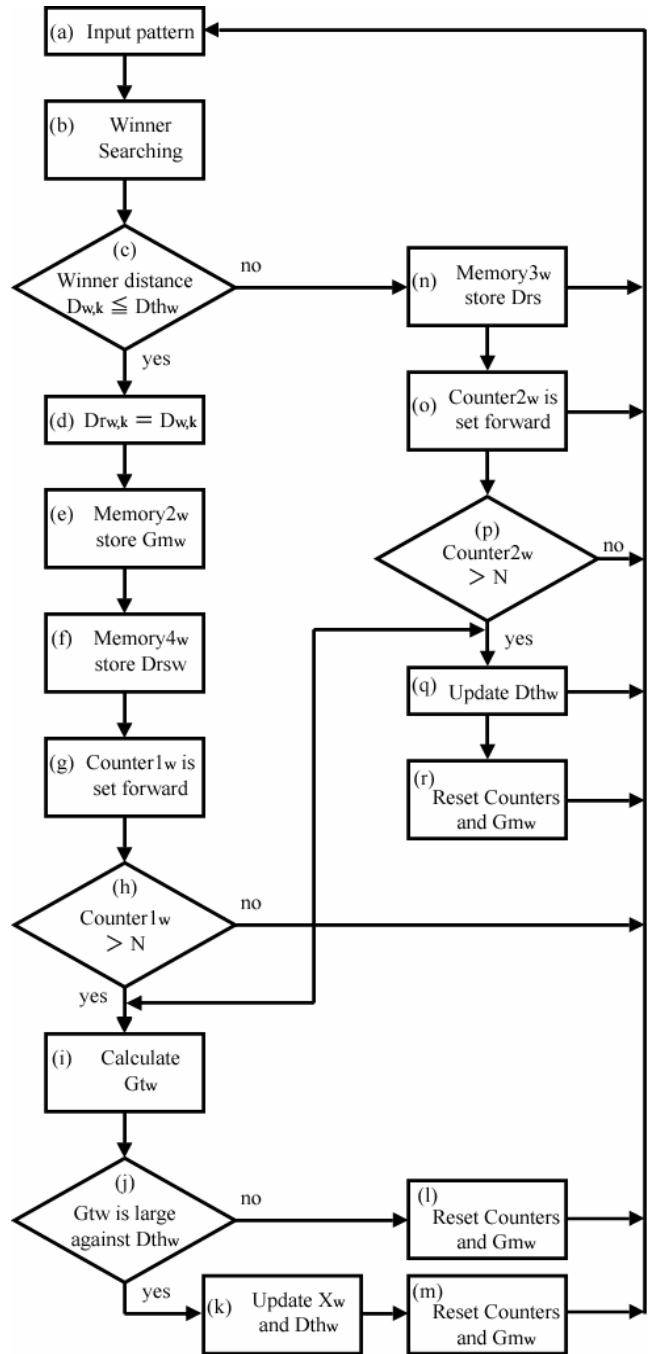 (a) Input pattern
(b) Winner
Searching
(c)
Winner distance
Dw,k ≦ Dthw
no
yes
(n) Memory3w
store Drs
(d) Drw,k = Dw,k
(o) Counter2w is
set forward
(e) Memory2w
store Gmw
(p)
Counter2w
> N
no
yes
(f) Memory4w
store Drsw
(q) Update Dthw
(g) Counter1w is
set forward
(r)
Reset Counters
and Gmw
(h)
Counter1w
> N
no
yes
(i) Calculate
Gtw
(j)
Gtw is large
against Dthw
no
yes
(l)
Reset Counters
and Gmw
(k) Update Xw
and Dthw
(m)
Reset Counters
and Gmw